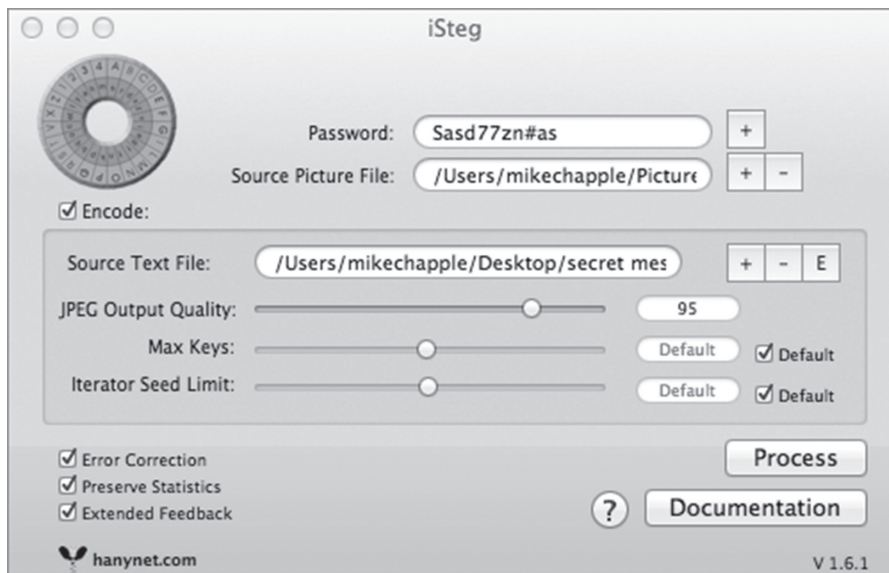 iSteg
Password: Sasd77zn#as +
Source Picture File: /Users/mikechapple/Picture + -
Encode:
Source Text File: /Users/mikechapple/Desktop/secret mes + - E
JPEG Output Quality: 95
Max Keys: Default Default
Iterator Seed Limit: Default Default
Error Correction
Preserve Statistics
Extended Feedback
Process
? Documentation
hanynet.com
V 1.6.1